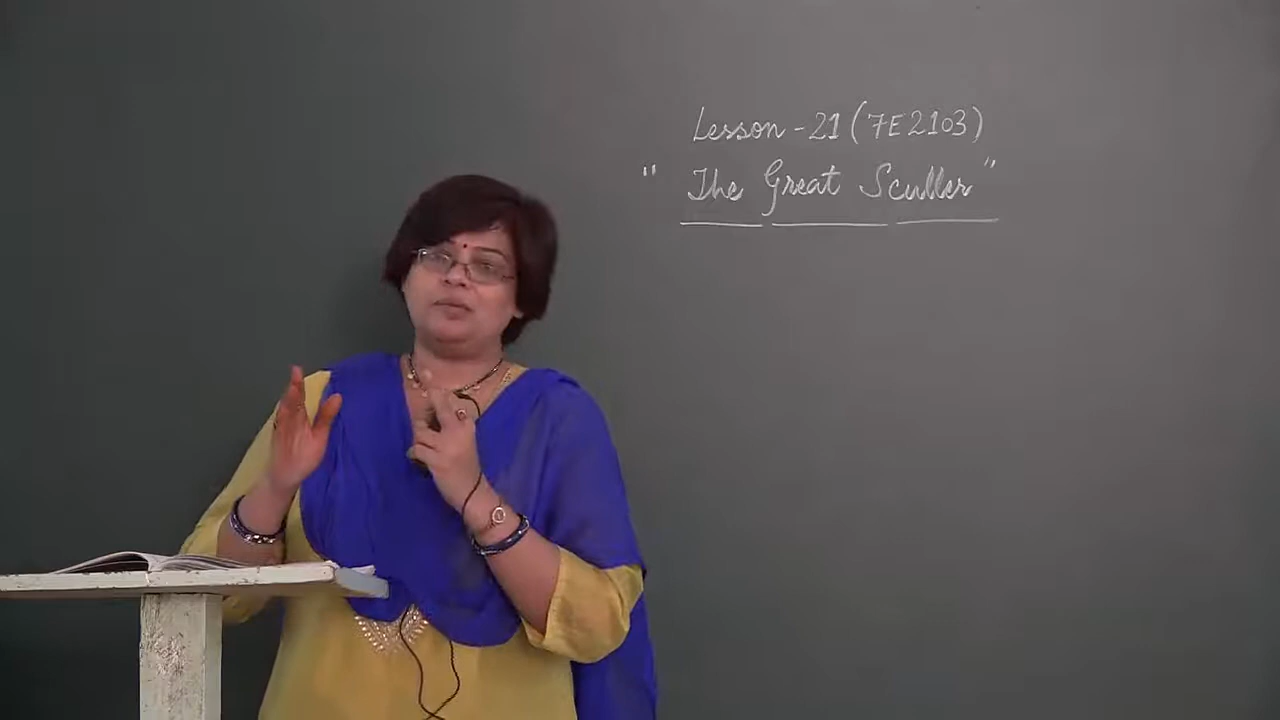 Lesson - 21 (7E2103)
" The Great Sculler "